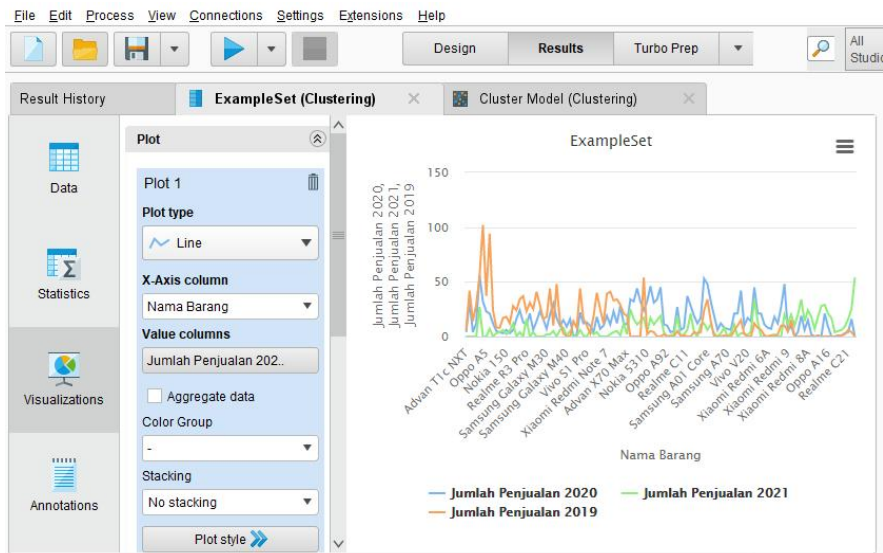 File Edit Process View Connections Settings Extensions Help
Design Results Turbo Prep All
Studio
Result History ExampleSet (Clustering) Cluster Model (Clustering)
Data
Statistics
Visualizations
Annotations
Plot
Plot 1
Plot type
Line
X-Axis column
Nama Barang
Value columns
Jumlah Penjualan 202..
Aggregate data
Color Group
-
Stacking
No stacking
Plot style
ExampleSet
Jumlah Penjualan 2020,
Jumlah Penjualan 2021,
Jumlah Penjualan 2019
150
100
50
0
Advan T1c NXT
Oppo A5
Nokia 150
Realme R3 Pro
Samsung Galaxy M30
Samsung Galaxy M40
Vivo S1 Pro
Xiaomi Redmi Note 7
Advan X70 Max
Nokia 5310
Oppo A92
Realme C11
Samsung A01 Core
Samsung A70
Vivo V20
Xiaomi Redmi 6A
Xiaomi Redmi 9
Xiaomi Redmi 8A
Oppo A16
Realme C21
Nama Barang
Jumlah Penjualan 2020 Jumlah Penjualan 2021
Jumlah Penjualan 2019